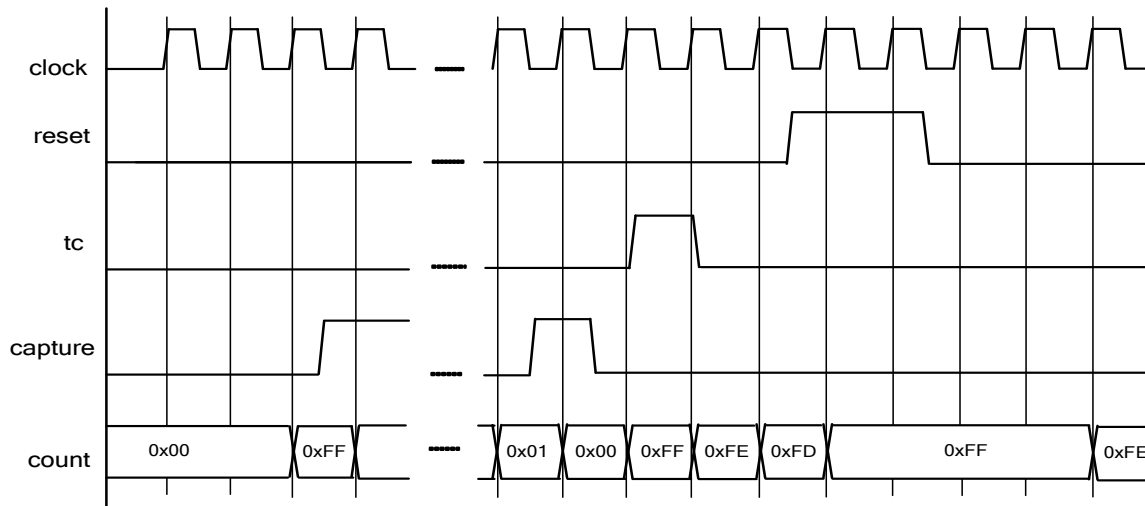 clock
reset
tc
capture
count
0x00
0xFF
0x01
0x00
0xFF
0xFE
0xFD
0xFF
0xFE